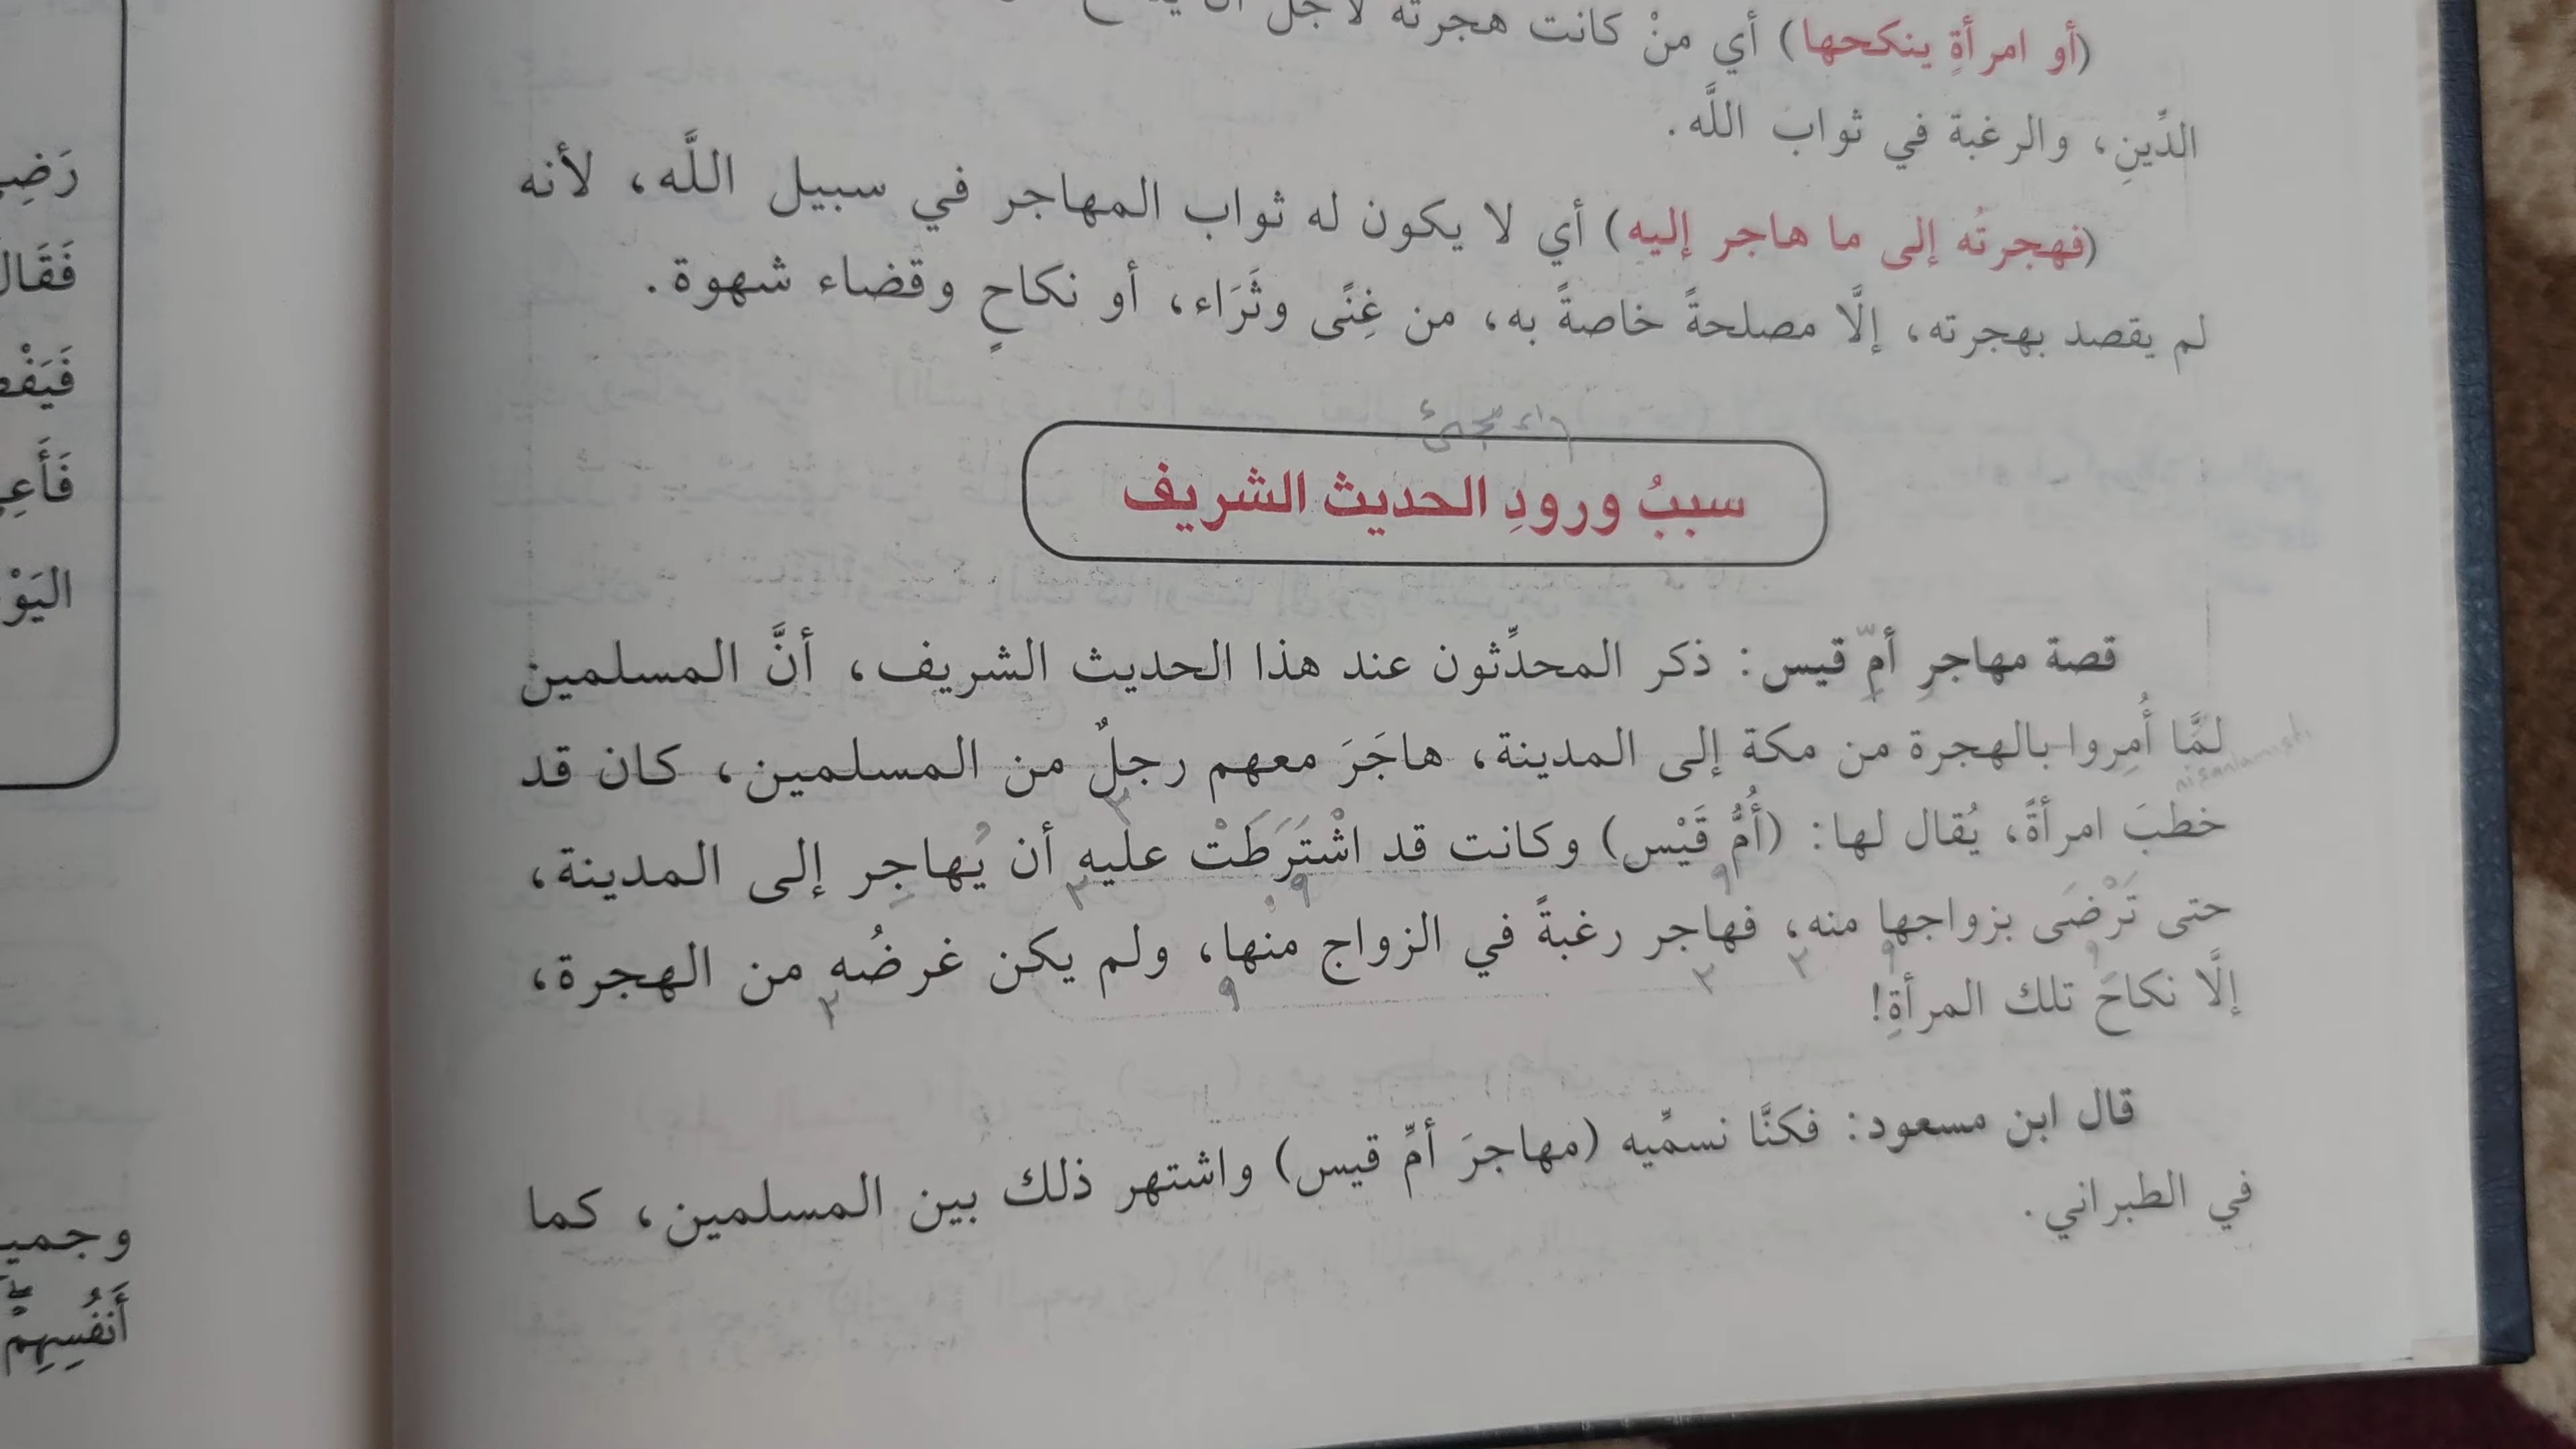 (أو امرأةٍ ينكحها) أي منْ كانت هجرته لأجل أن
الدِّينِ، والرغبة في ثواب اللَّه.
(فهجرتُه إلى ما هاجر إليه) أي لا يكون له ثواب المهاجر في سبيل اللَّه، لأنه
لم يقصد بهجرته، إلَّا مصلحةً خاصةً به، من غِنًى وثَرَاء، أو نكاحٍ وقضاء شهوة.
سببُ ورودِ الحديث الشريف
قصة مهاجرِ أمِّ قيس: ذكر المحدِّثون عند هذا الحديث الشريف، أنَّ المسلمين
لمَّا أُمِروا بالهجرة من مكة إلى المدينة، هاجَرَ معهم رجلٌ من المسلمين، كان قد
nisanlamıştı
خطبَ امرأةً، يُقال لها: (أُمُّ قَيْس) وكانت قد اشْتَرَطَتْ عليه أن يُهاجِر إلى المدينة،
حتى تَرْضَى بزواجها منه، فهاجر رغبةً في الزواج منها، ولم يكن غرضُه من الهجرة،
إلَّا نكاحَ تلك المرأةِ!
قال ابن مسعود: فكنَّا نسمِّيه (مهاجرَ أمِّ قيس) واشتهر ذلك بين المسلمين، كما
في الطبراني.
رَضِيَ
فَقَالَ
فَأَعِ
اليَوْ
وجميـ
أَنفُسِهِمْ